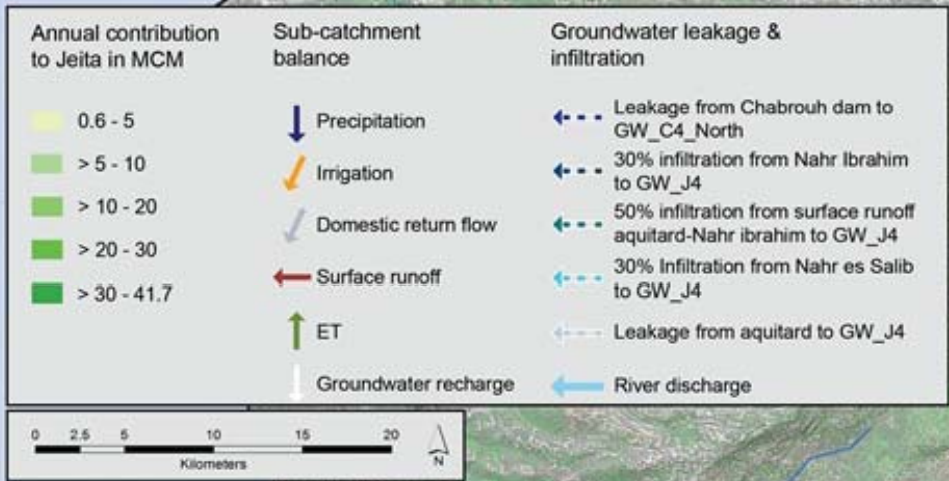 Annual contribution
to Jeita in MCM
0.6 - 5
> 5 - 10
> 10 - 20
> 20 - 30
> 30 - 41.7
Sub-catchment
balance
Precipitation
Irrigation
Domestic return flow
Surface runoff
ET
Groundwater recharge
Groundwater leakage &
infiltration
Leakage from Chabrouh dam to
GW_C4_North
30% infiltration from Nahr Ibrahim
to GW_J4
50% infiltration from surface runoff
aquitard-Nahr ibrahim to GW_J4
30% Infiltration from Nahr es Salib
to GW_J4
Leakage from aquitard to GW_J4
River discharge
0 2.5 5 10 15 20
Kilometers
N